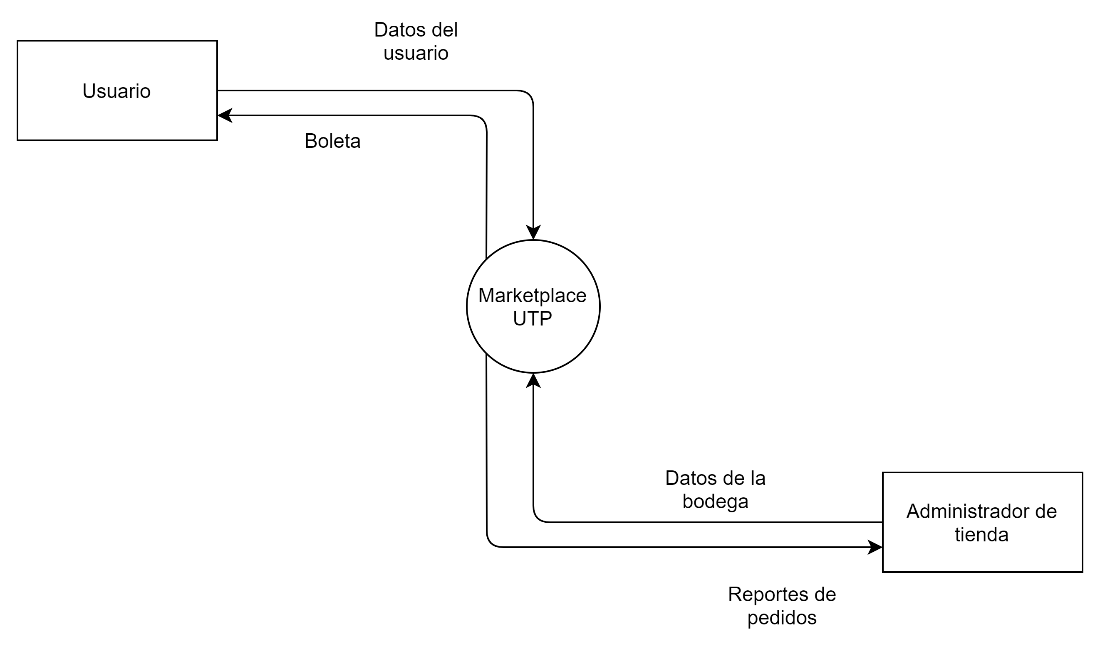 Datos del
usuario
Usuario
Boleta
Marketplace
UTP
Datos de la
bodega
Administrador de
tienda
Reportes de
pedidos